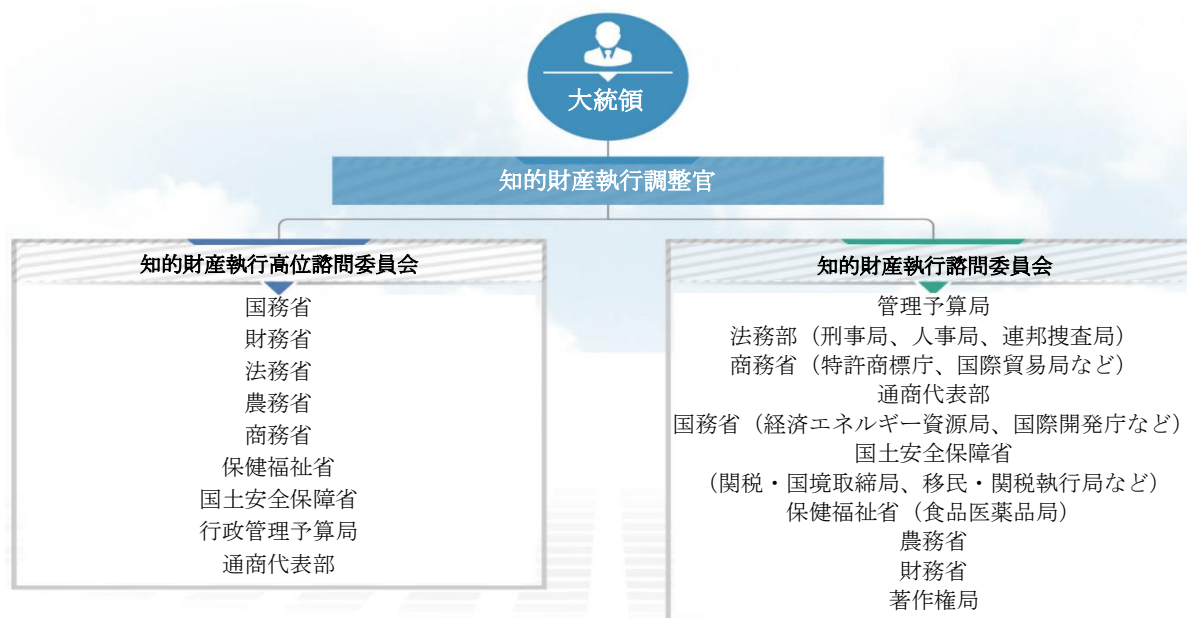 大統領
知的財産執行調整官
知的財産執行高位諮問委員会
国務省
財務省
法務省
農務省
商務省
保健福祉省
国土安全保障省
行政管理予算局
通商代表部
知的財産執行諮問委員会
管理予算局
法務部（刑事局、人事局、連邦捜査局）
商務省（特許商標庁、国際貿易局など）
通商代表部
国務省（経済エネルギー資源局、国際開発庁など）
国土安全保障省
（関税・国境取締局、移民・関税執行局など）
保健福祉省（食品医薬品局）
農務省
財務省
著作権局